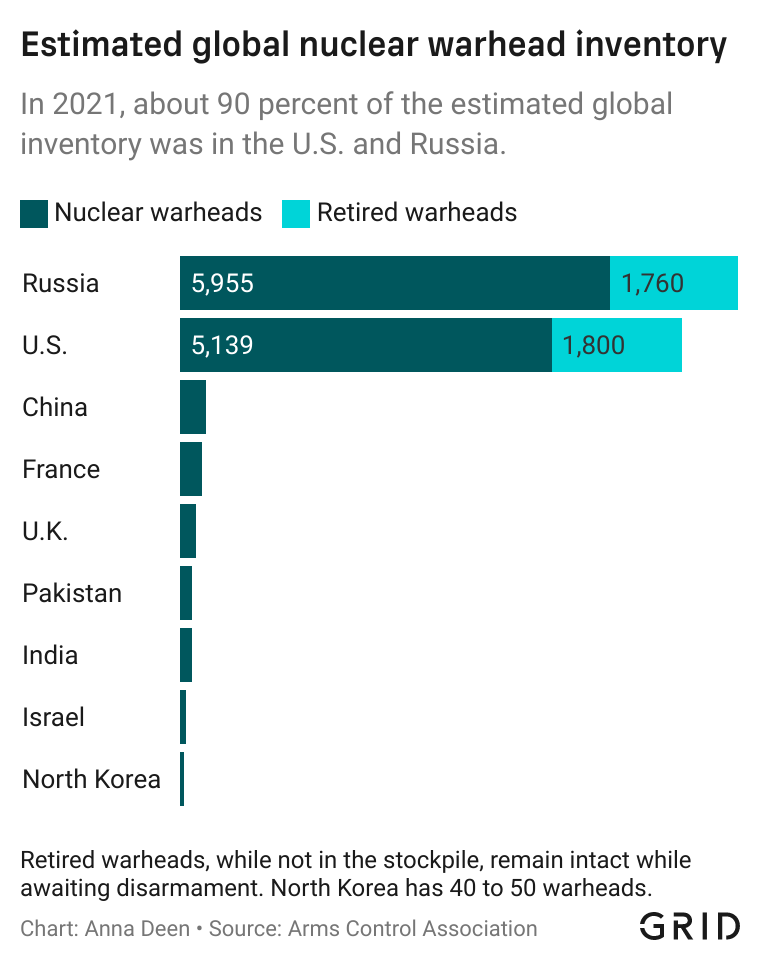 Estimated global nuclear warhead inventory
In 2021, about 90 percent of the estimated global
inventory was in the U.S. and Russia.
Nuclear warheads Retired warheads
Russia 5,955 1,760
U.S. 5,139 1,800
China
France
U.K.
Pakistan
India
Israel
North Korea
Retired warheads, while not in the stockpile, remain intact while
awaiting disarmament. North Korea has 40 to 50 warheads.
Chart: Anna Deen • Source: Arms Control Association GRID